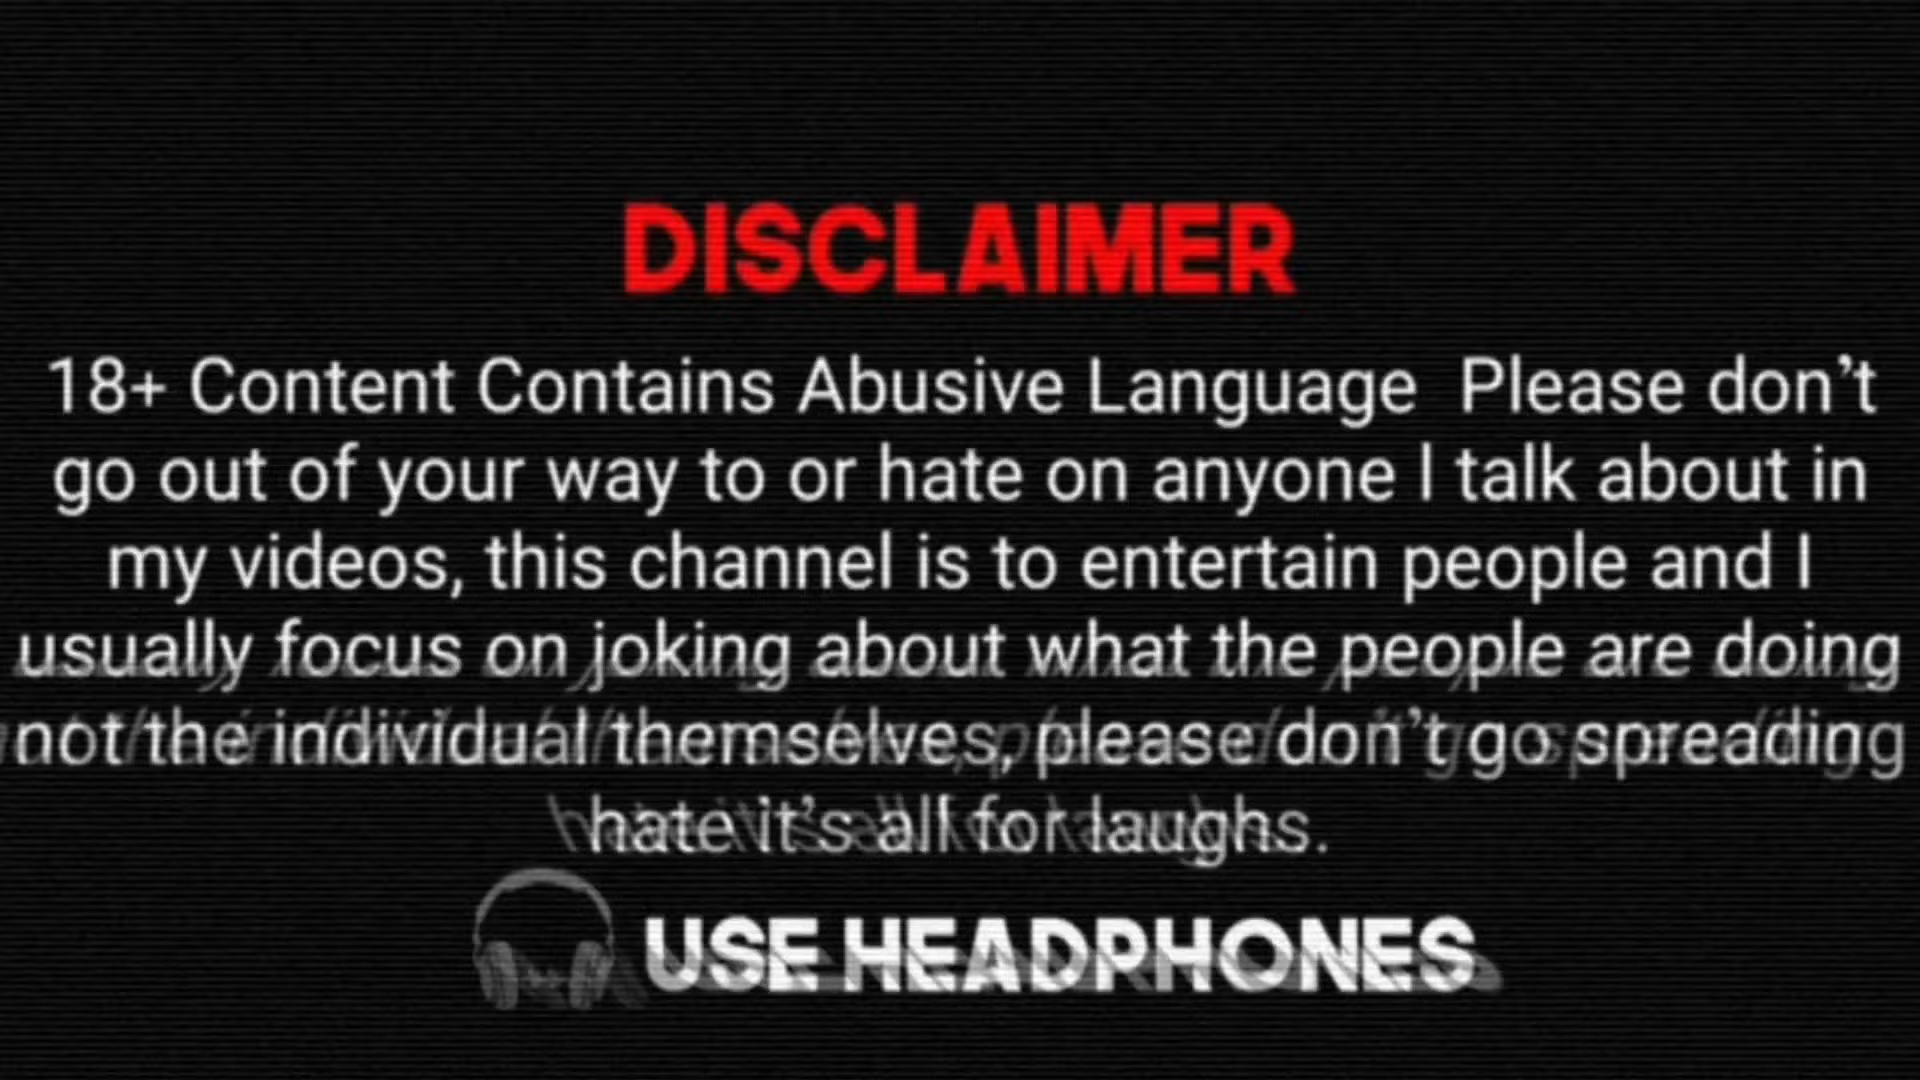 DISCLAIMER
18+ Content Contains Abusive Language  Please don’t
go out of your way to or hate on anyone I talk about in
my videos, this channel is to entertain people and I
usually focus on joking about what the people are doing
not the individual themselves, please don’t go spreading
hate it’s all for laughs.
USE HEADPHONES